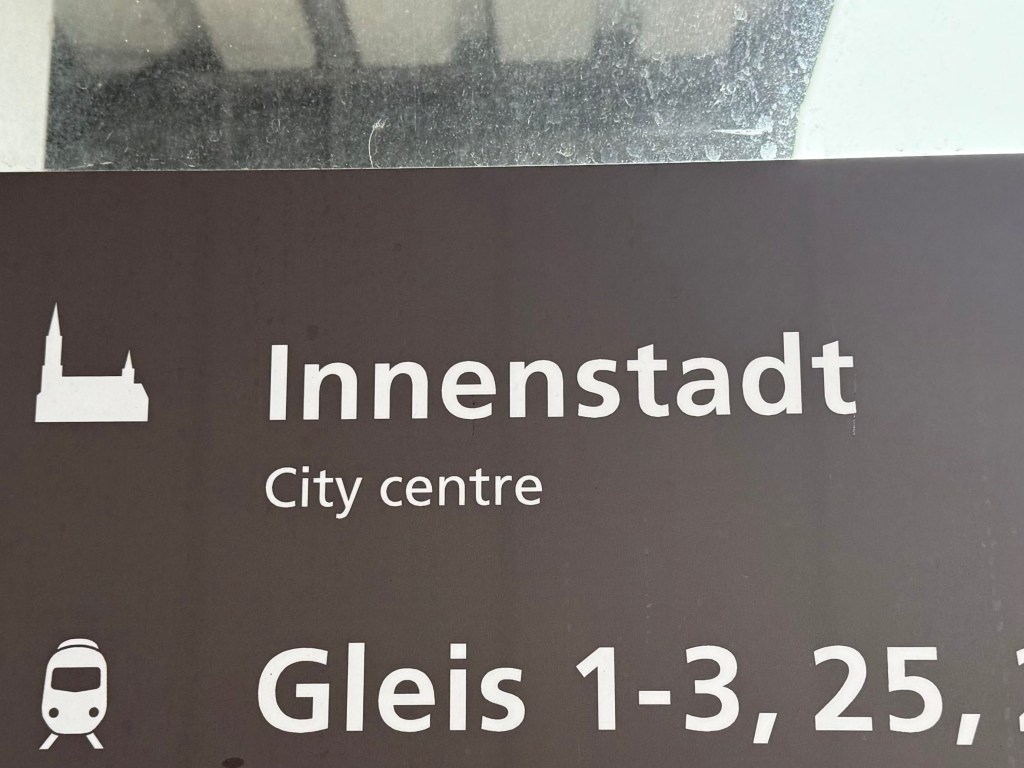 Innenstadt
City centre
Gleis 1-3, 25,